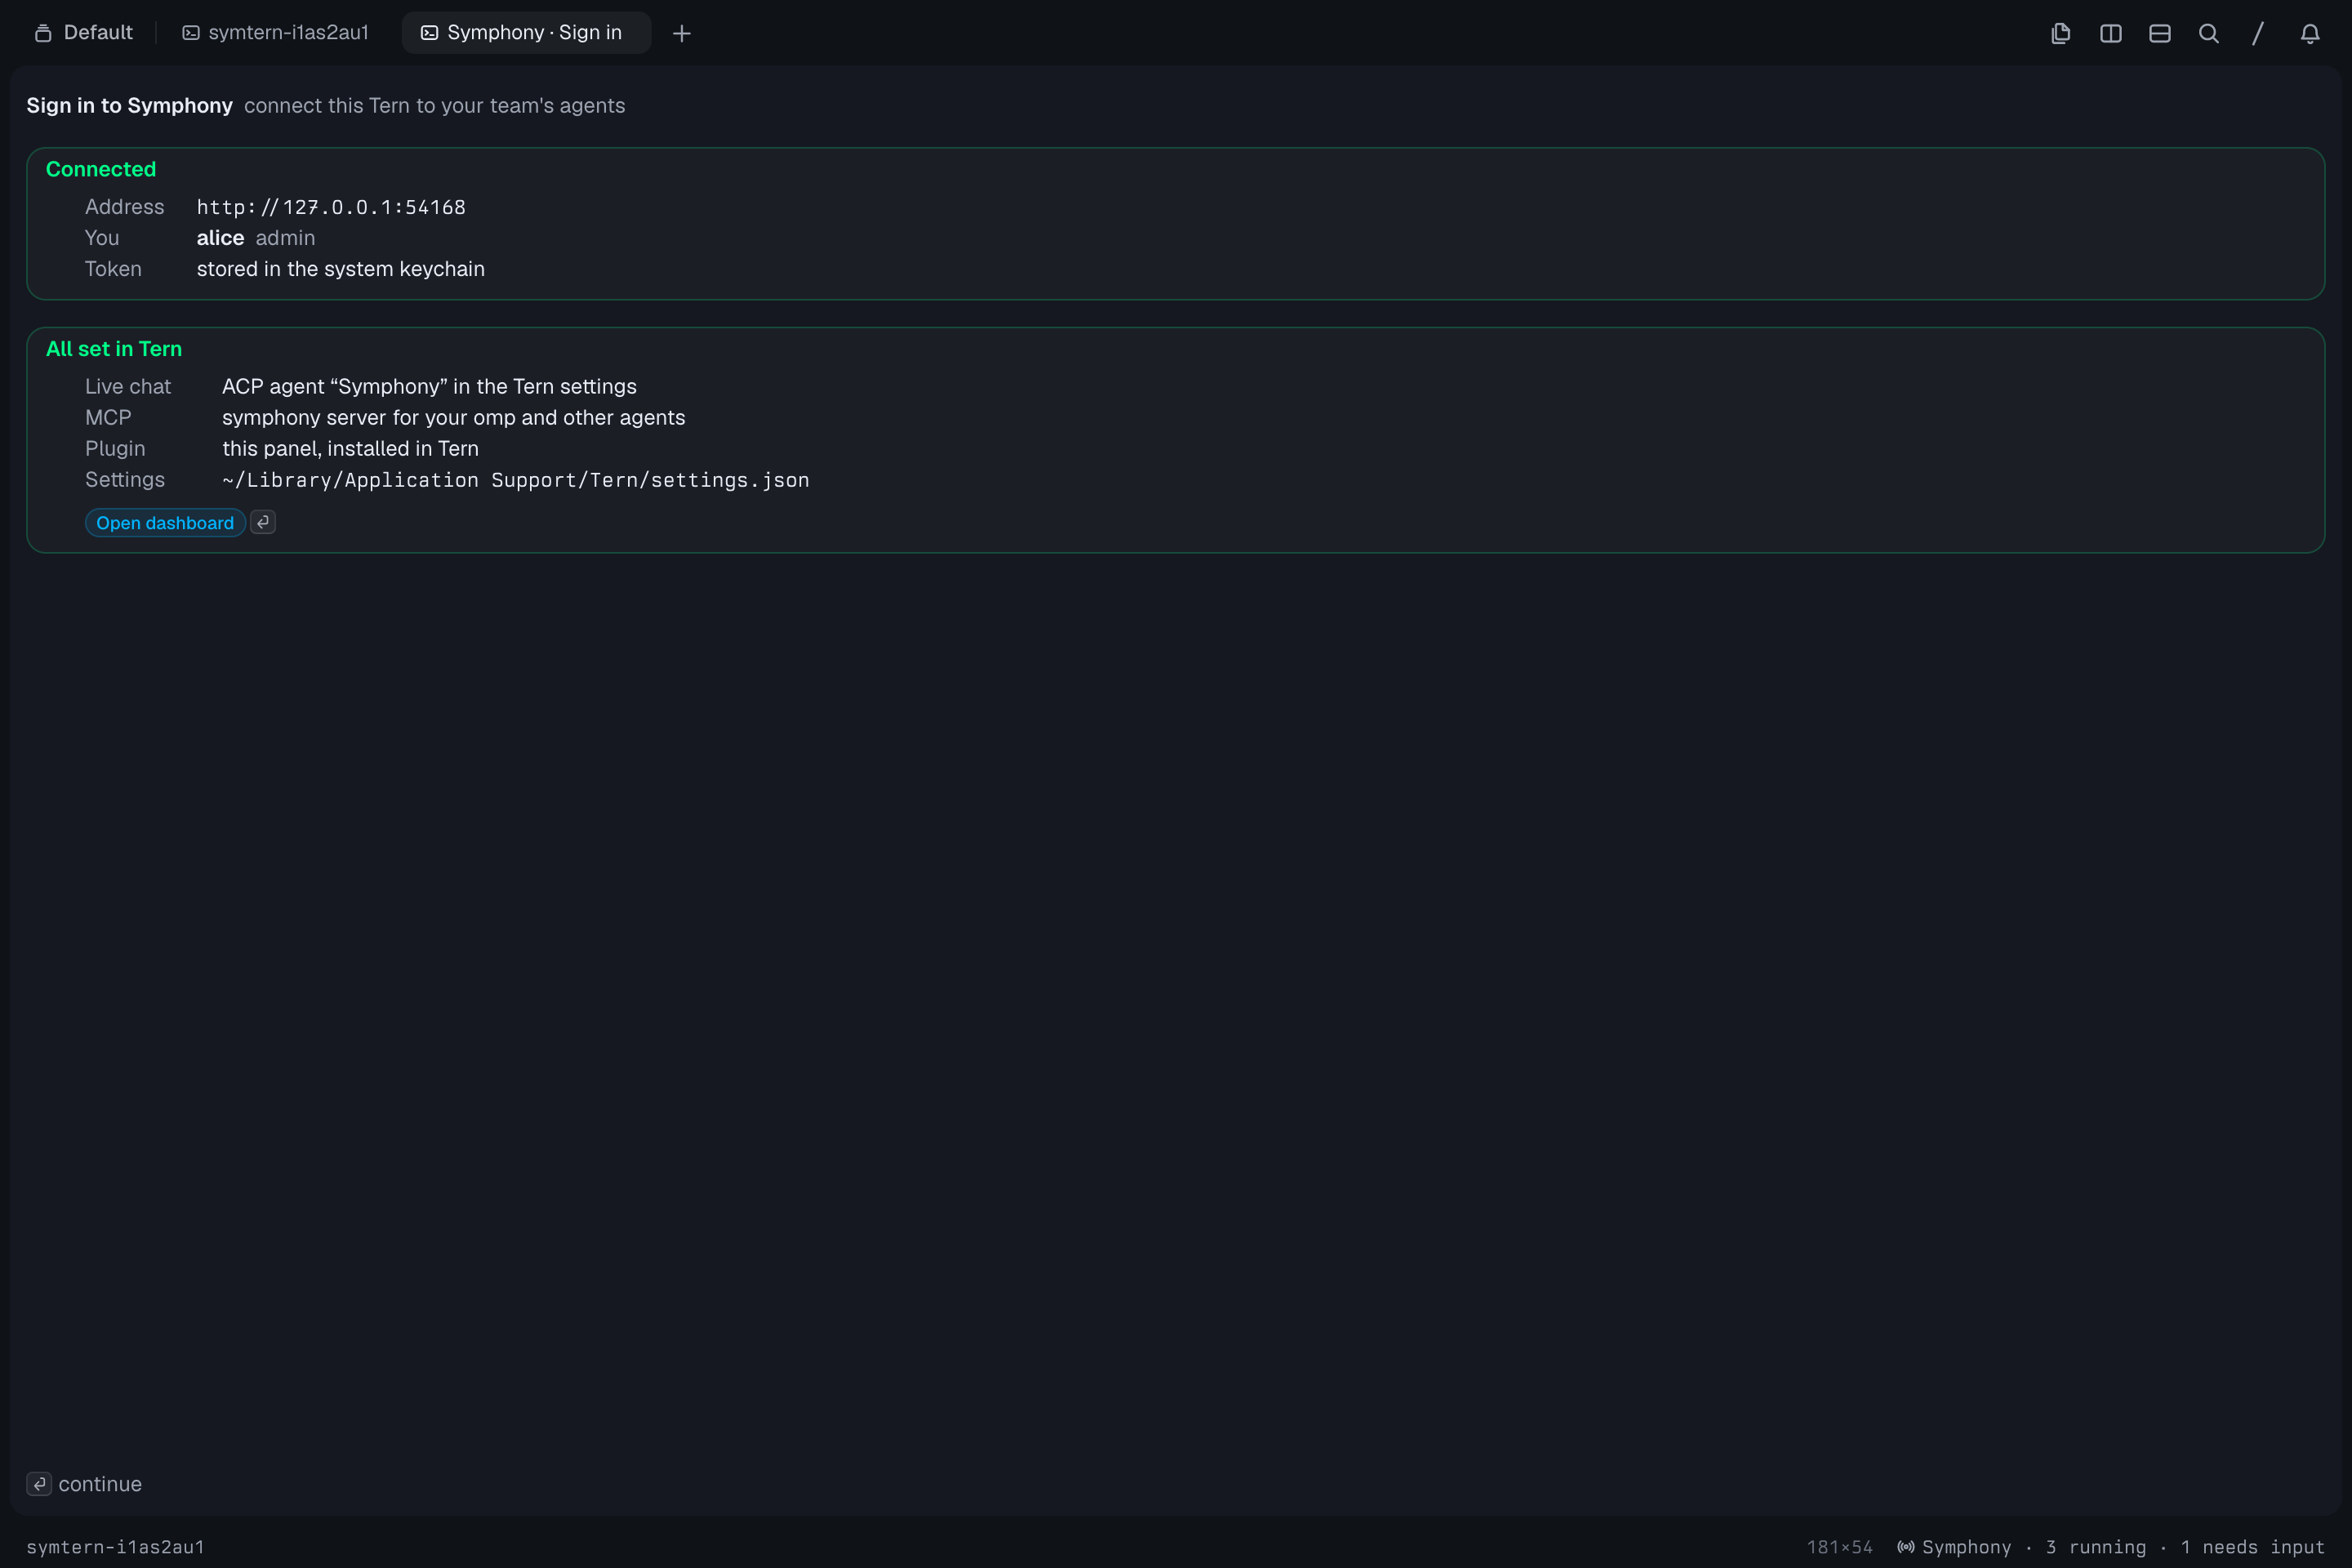 Default symtern-i1as2au1 Symphony · Sign in
Sign in to Symphony connect this Tern to your team's agents
Connected
Address http://127.0.0.1:54168
You alice admin
Token stored in the system keychain
All set in Tern
Live chat ACP agent “Symphony” in the Tern settings
MCP symphony server for your omp and other agents
Plugin this panel, installed in Tern
Settings ~/Library/Application Support/Tern/settings.json
Open dashboard
continue
symtern-i1as2au1 181×54 Symphony · 3 running · 1 needs input